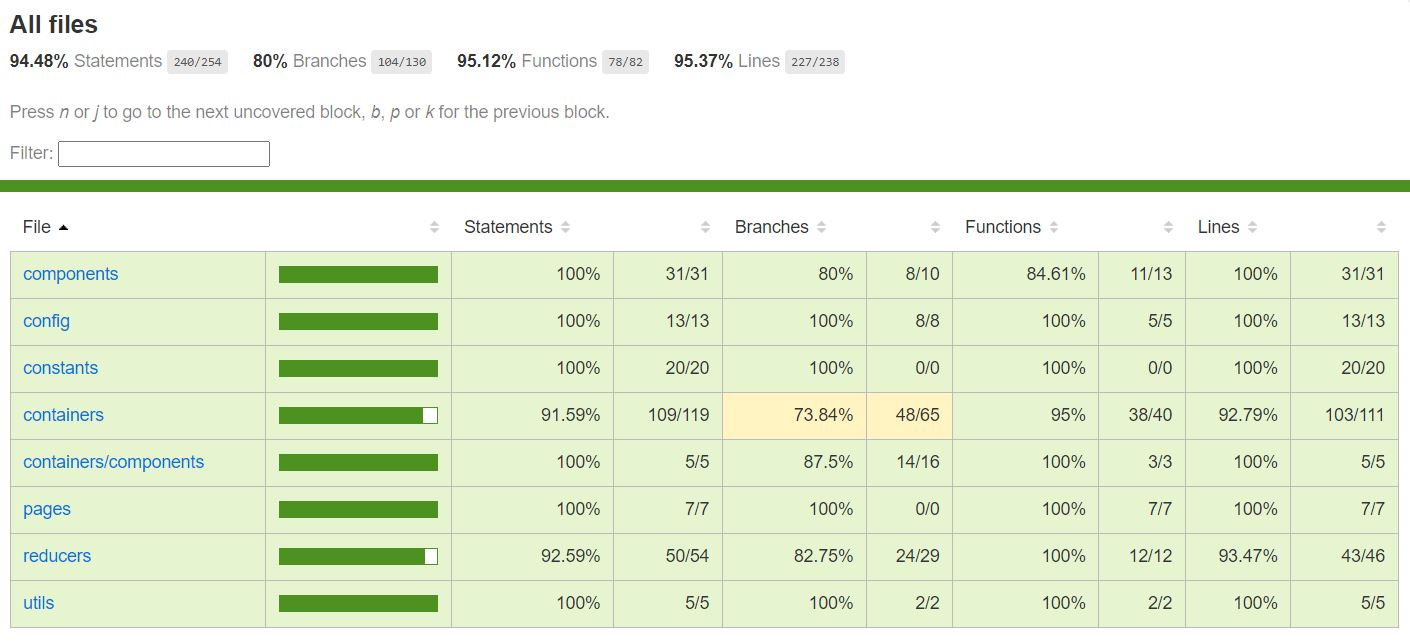 All files
94.48% Statements 240/254 80% Branches 104/130 95.12% Functions 78/82 95.37% Lines 227/238
Press n or j to go to the next uncovered block, b, p or k for the previous block.
Filter:
File Statements Branches Functions Lines
components 100% 31/31 80% 8/10 84.61% 11/13 100% 31/31
config 100% 13/13 100% 8/8 100% 5/5 100% 13/13
constants 100% 20/20 100% 0/0 100% 0/0 100% 20/20
containers 91.59% 109/119 73.84% 48/65 95% 38/40 92.79% 103/111
containers/components 100% 5/5 87.5% 14/16 100% 3/3 100% 5/5
pages 100% 7/7 100% 0/0 100% 7/7 100% 7/7
reducers 92.59% 50/54 82.75% 24/29 100% 12/12 93.47% 43/46
utils 100% 5/5 100% 2/2 100% 2/2 100% 5/5